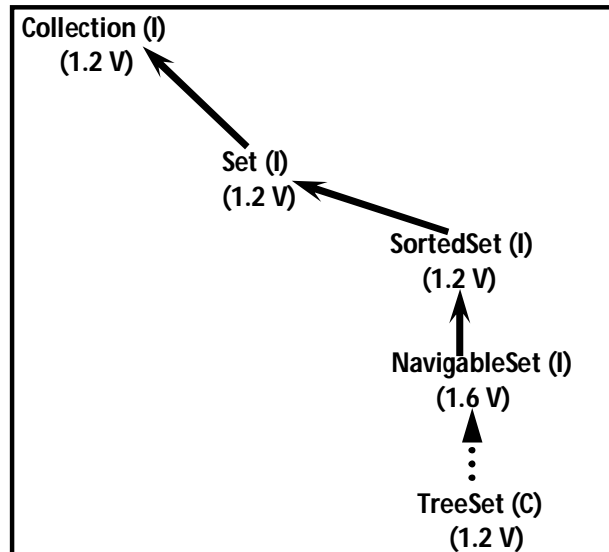 Collection (I)
(1.2 V)
Set (I)
(1.2 V)
SortedSet (I)
(1.2 V)
NavigableSet (I)
(1.6 V)
TreeSet (C)
(1.2 V)